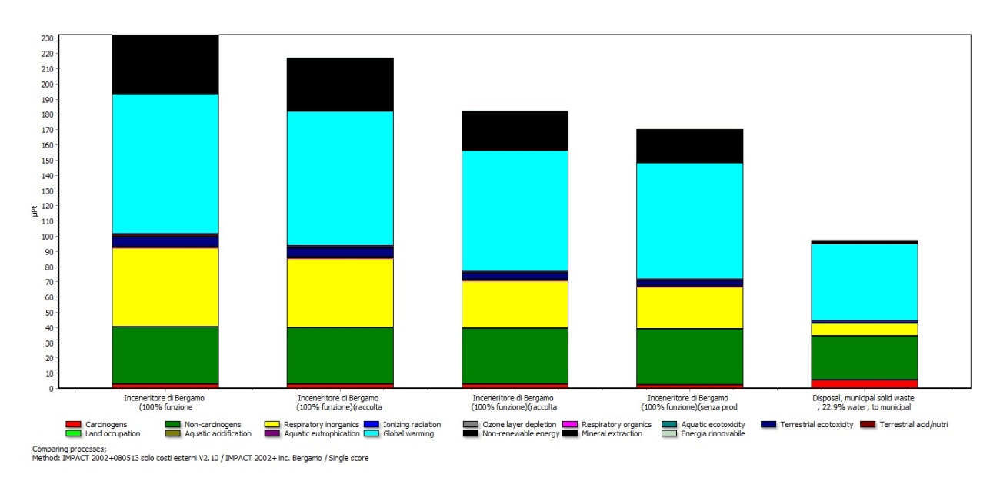 230
220
210
200
190
180
170
160
150
140
130
120
110
100
90
80
70
60
50
40
30
20
10
0
µPt
Inceneritore di Bergamo
(100% funzione
Inceneritore di Bergamo
(100% funzione)(raccolta
Inceneritore di Bergamo
(100% funzione)(raccolta
Inceneritore di Bergamo
(100% funzione)(senza prod
Disposal, municipal solid waste
, 22.9% water, to municipal
Carcinogens Non-carcinogens Respiratory inorganics Ionizing radiation Ozone layer depletion Respiratory organics Aquatic ecotoxicity Terrestrial ecotoxicity Terrestrial acid/nutri
Land occupation Aquatic acidification Aquatic eutrophication Global warming Non-renewable energy Mineral extraction Energia rinnovabile
Comparing processes;
Method: IMPACT 2002+080513 solo costi esterni V2.10 / IMPACT 2002+ inc. Bergamo / Single score